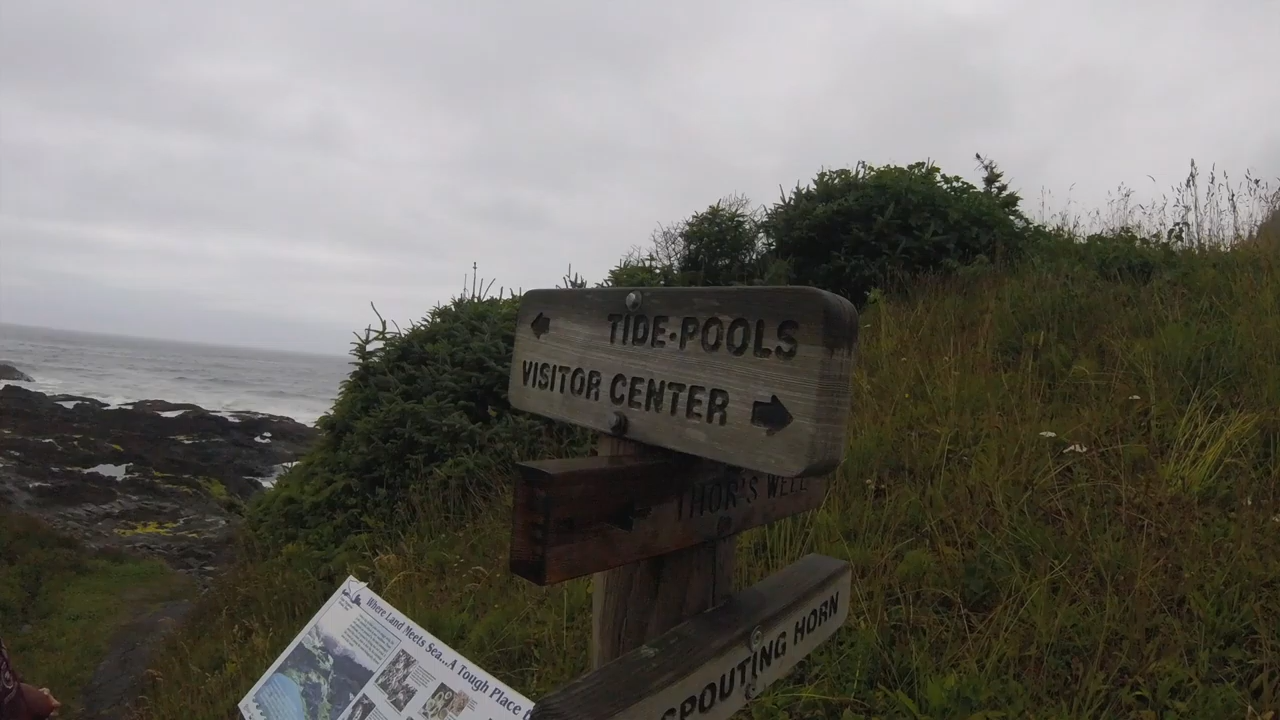 TIDE-POOLS
VISITOR CENTER
THOR'S WELL
SPOUTING HORN
Where Land Meets Sea...A Tough Place